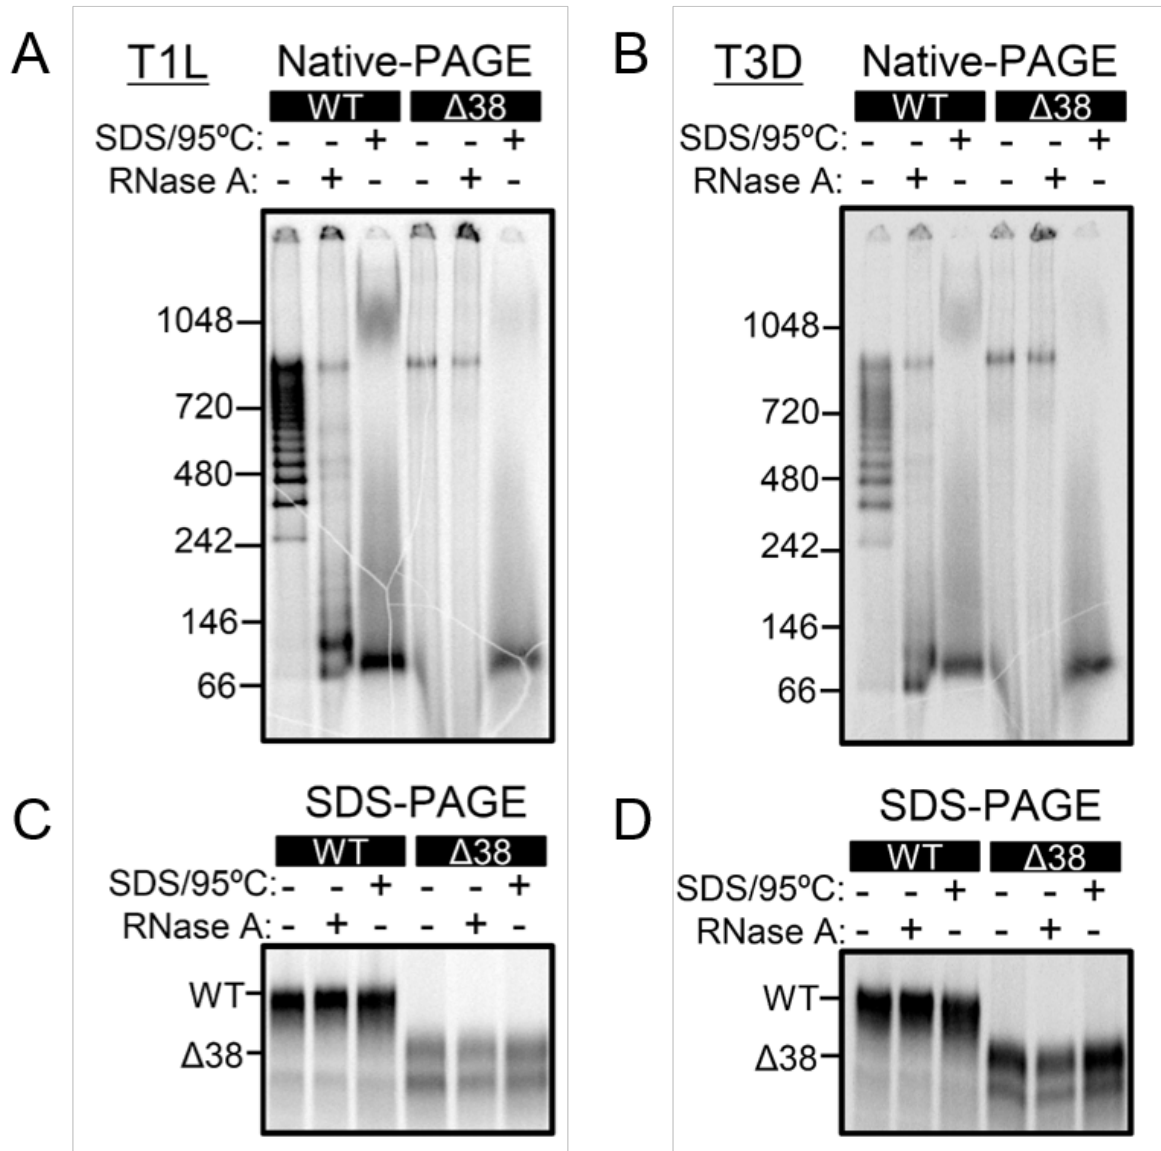 A
T1L Native-PAGE
WT Δ38
SDS/95ºC: - - + - - +
RNase A: - + - - + -
1048
720
480
242
146
66
B
T3D Native-PAGE
WT Δ38
SDS/95ºC: - - + - - +
RNase A: - + - - + -
1048
720
480
242
146
66
C
SDS-PAGE
WT Δ38
SDS/95ºC: - - + - - +
RNase A: - + - - + -
WT
Δ38
D
SDS-PAGE
WT Δ38
SDS/95ºC: - - + - - +
RNase A: - + - - + -
WT
Δ38